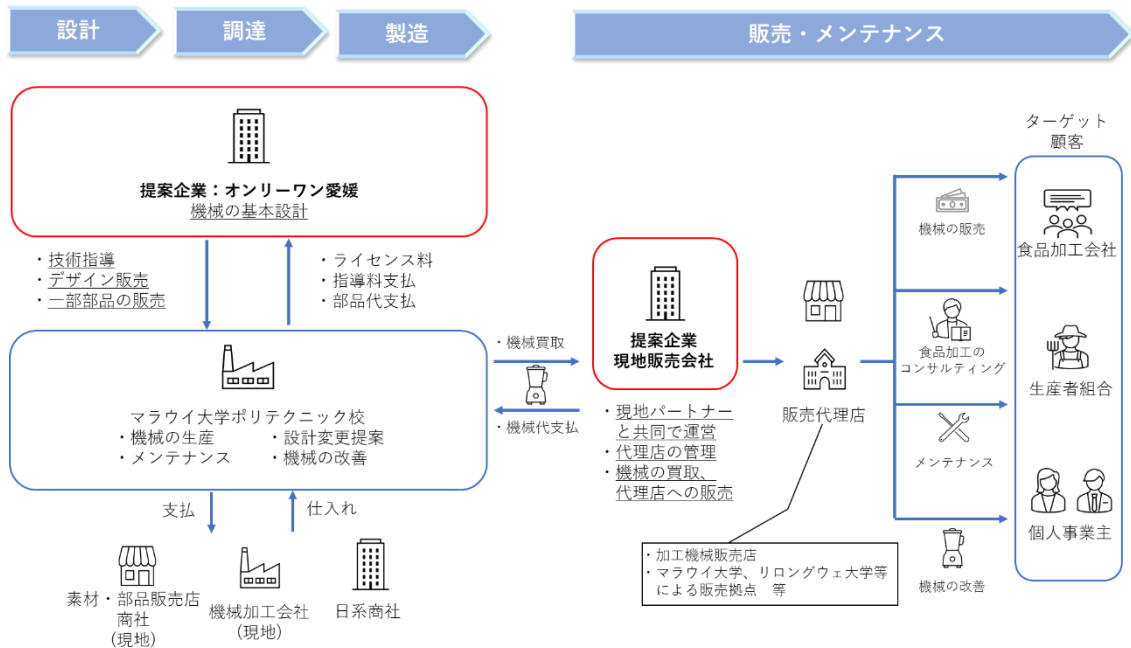 設計
調達
製造
販売・メンテナンス
提案企業：オンリーワン愛媛
機械の基本設計
・技術指導
・デザイン販売
・一部部品の販売
・ライセンス料
・指導料支払
・部品代支払
マラウイ大学ポリテクニック校
・機械の生産
・設計変更提案
・メンテナンス
・機械の改善
支払
仕入れ
素材・部品販売店
商社
(現地)
機械加工会社
(現地)
日系商社
・機械買取
・機械代支払
提案企業
現地販売会社
・現地パートナー
と共同で運営
・代理店の管理
・機械の買取、
代理店への販売
販売代理店
・加工機械販売店
・マラウイ大学、リロングウェ大学等
による販売拠点　等
機械の販売
食品加工の
コンサルティング
メンテナンス
機械の改善
ターゲット
顧客
食品加工会社
生産者組合
個人事業主